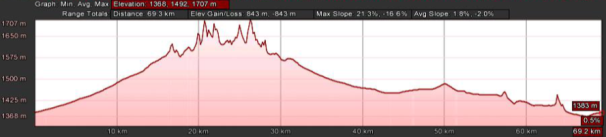 Graph Min, Avg, Max Elevation: 1368, 1492, 1707 m
Range Totals: Distance: 69.3 km Elev Gain/Loss: 843 m, -843 m Max Slope: 21.3%, -16.6% Avg Slope: 1.8%, -2.0%
1707 m
1650 m
1575 m
1500 m
1425 m
1368 m
1383 m
0.5%
10 km
20 km
30 km
40 km
50 km
60 km
69.2 km